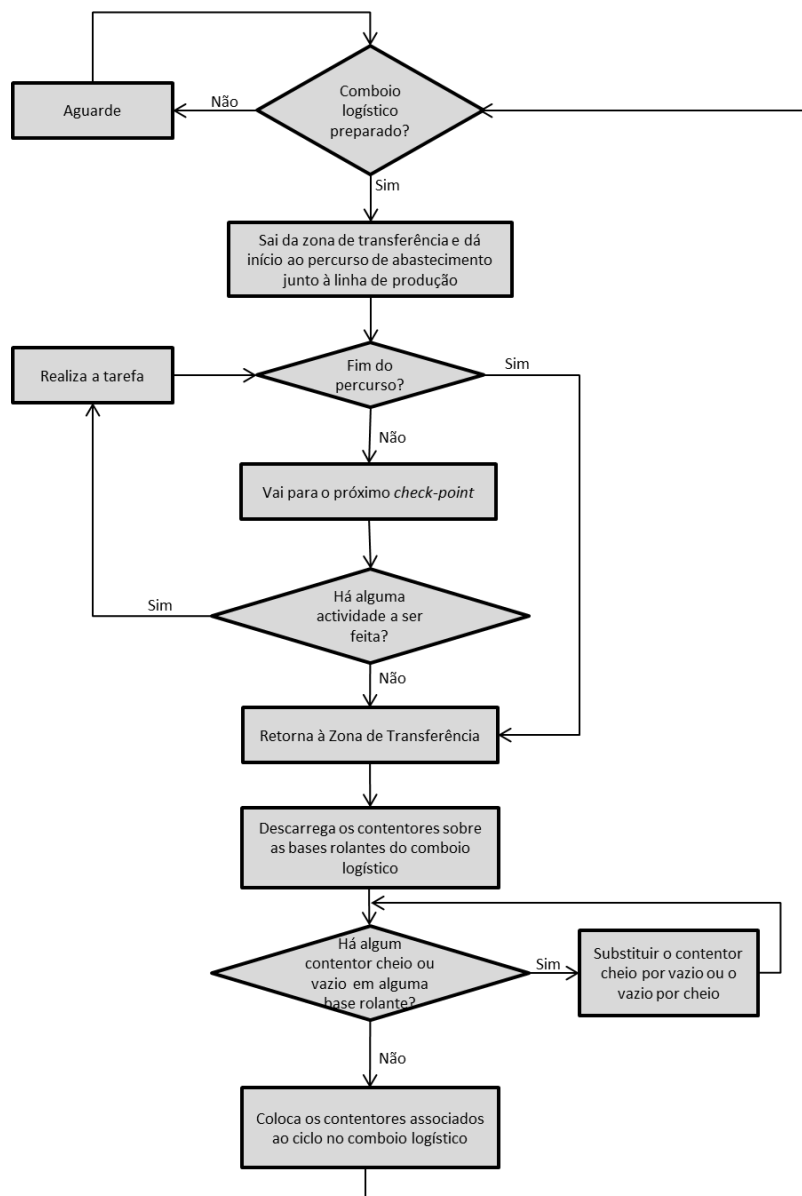 Comboio
logístico
preparado?
Não
Aguarde
Sim
Sai da zona de transferência e dá
início ao percurso de abastecimento
junto à linha de produção
Realiza a tarefa
Fim do
percurso?
Sim
Não
Vai para o próximo check-point
Há alguma
actividade a ser
feita?
Sim
Não
Retorna à Zona de Transferência
Descarrega os contentores sobre
as bases rolantes do comboio
logístico
Há algum
contentor cheio ou
vazio em alguma
base rolante?
Sim
Substituir o contentor
cheio por vazio ou o
vazio por cheio
Não
Coloca os contentores associados
ao ciclo no comboio logístico